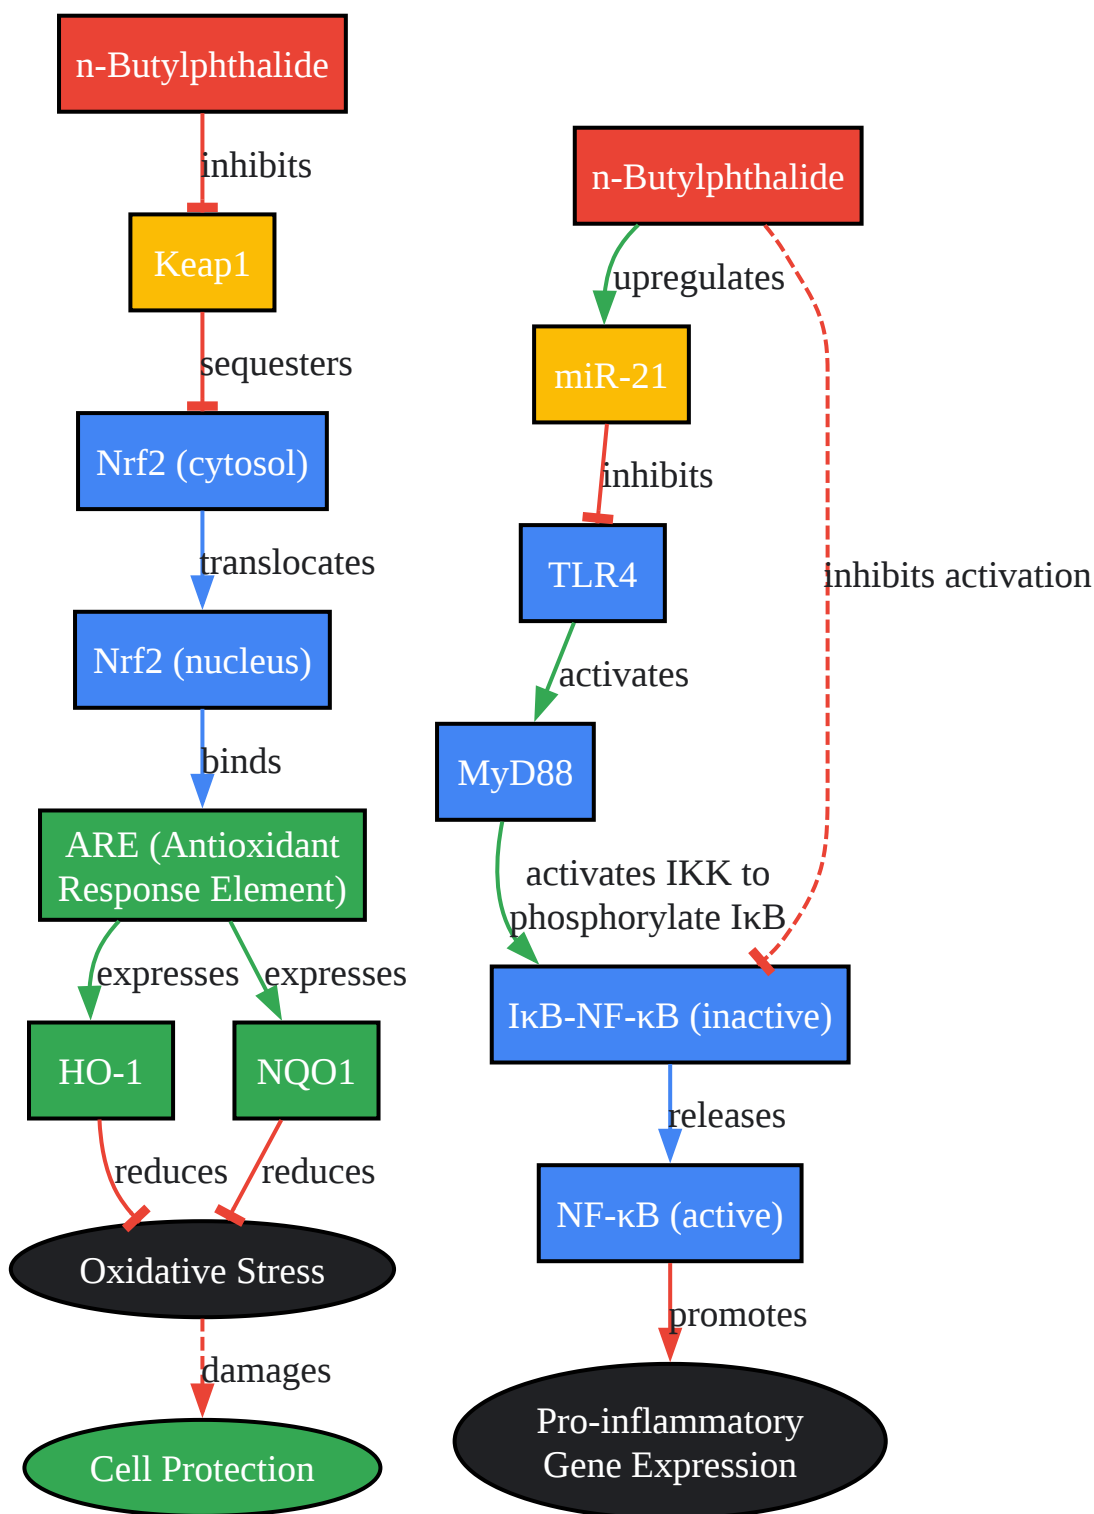 n-Butylphthalide
inhibits
Keap1
sequesters
Nrf2 (cytosol)
translocates
Nrf2 (nucleus)
binds
ARE (Antioxidant
Response Element)
expresses
expresses
HO-1
NQO1
reduces
reduces
Oxidative Stress
damages
Cell Protection
n-Butylphthalide
upregulates
miR-21
inhibits
TLR4
inhibits activation
activates
MyD88
activates IKK to
phosphorylate IκB
IκB-NF-κB (inactive)
releases
NF-κB (active)
promotes
Pro-inflammatory
Gene Expression